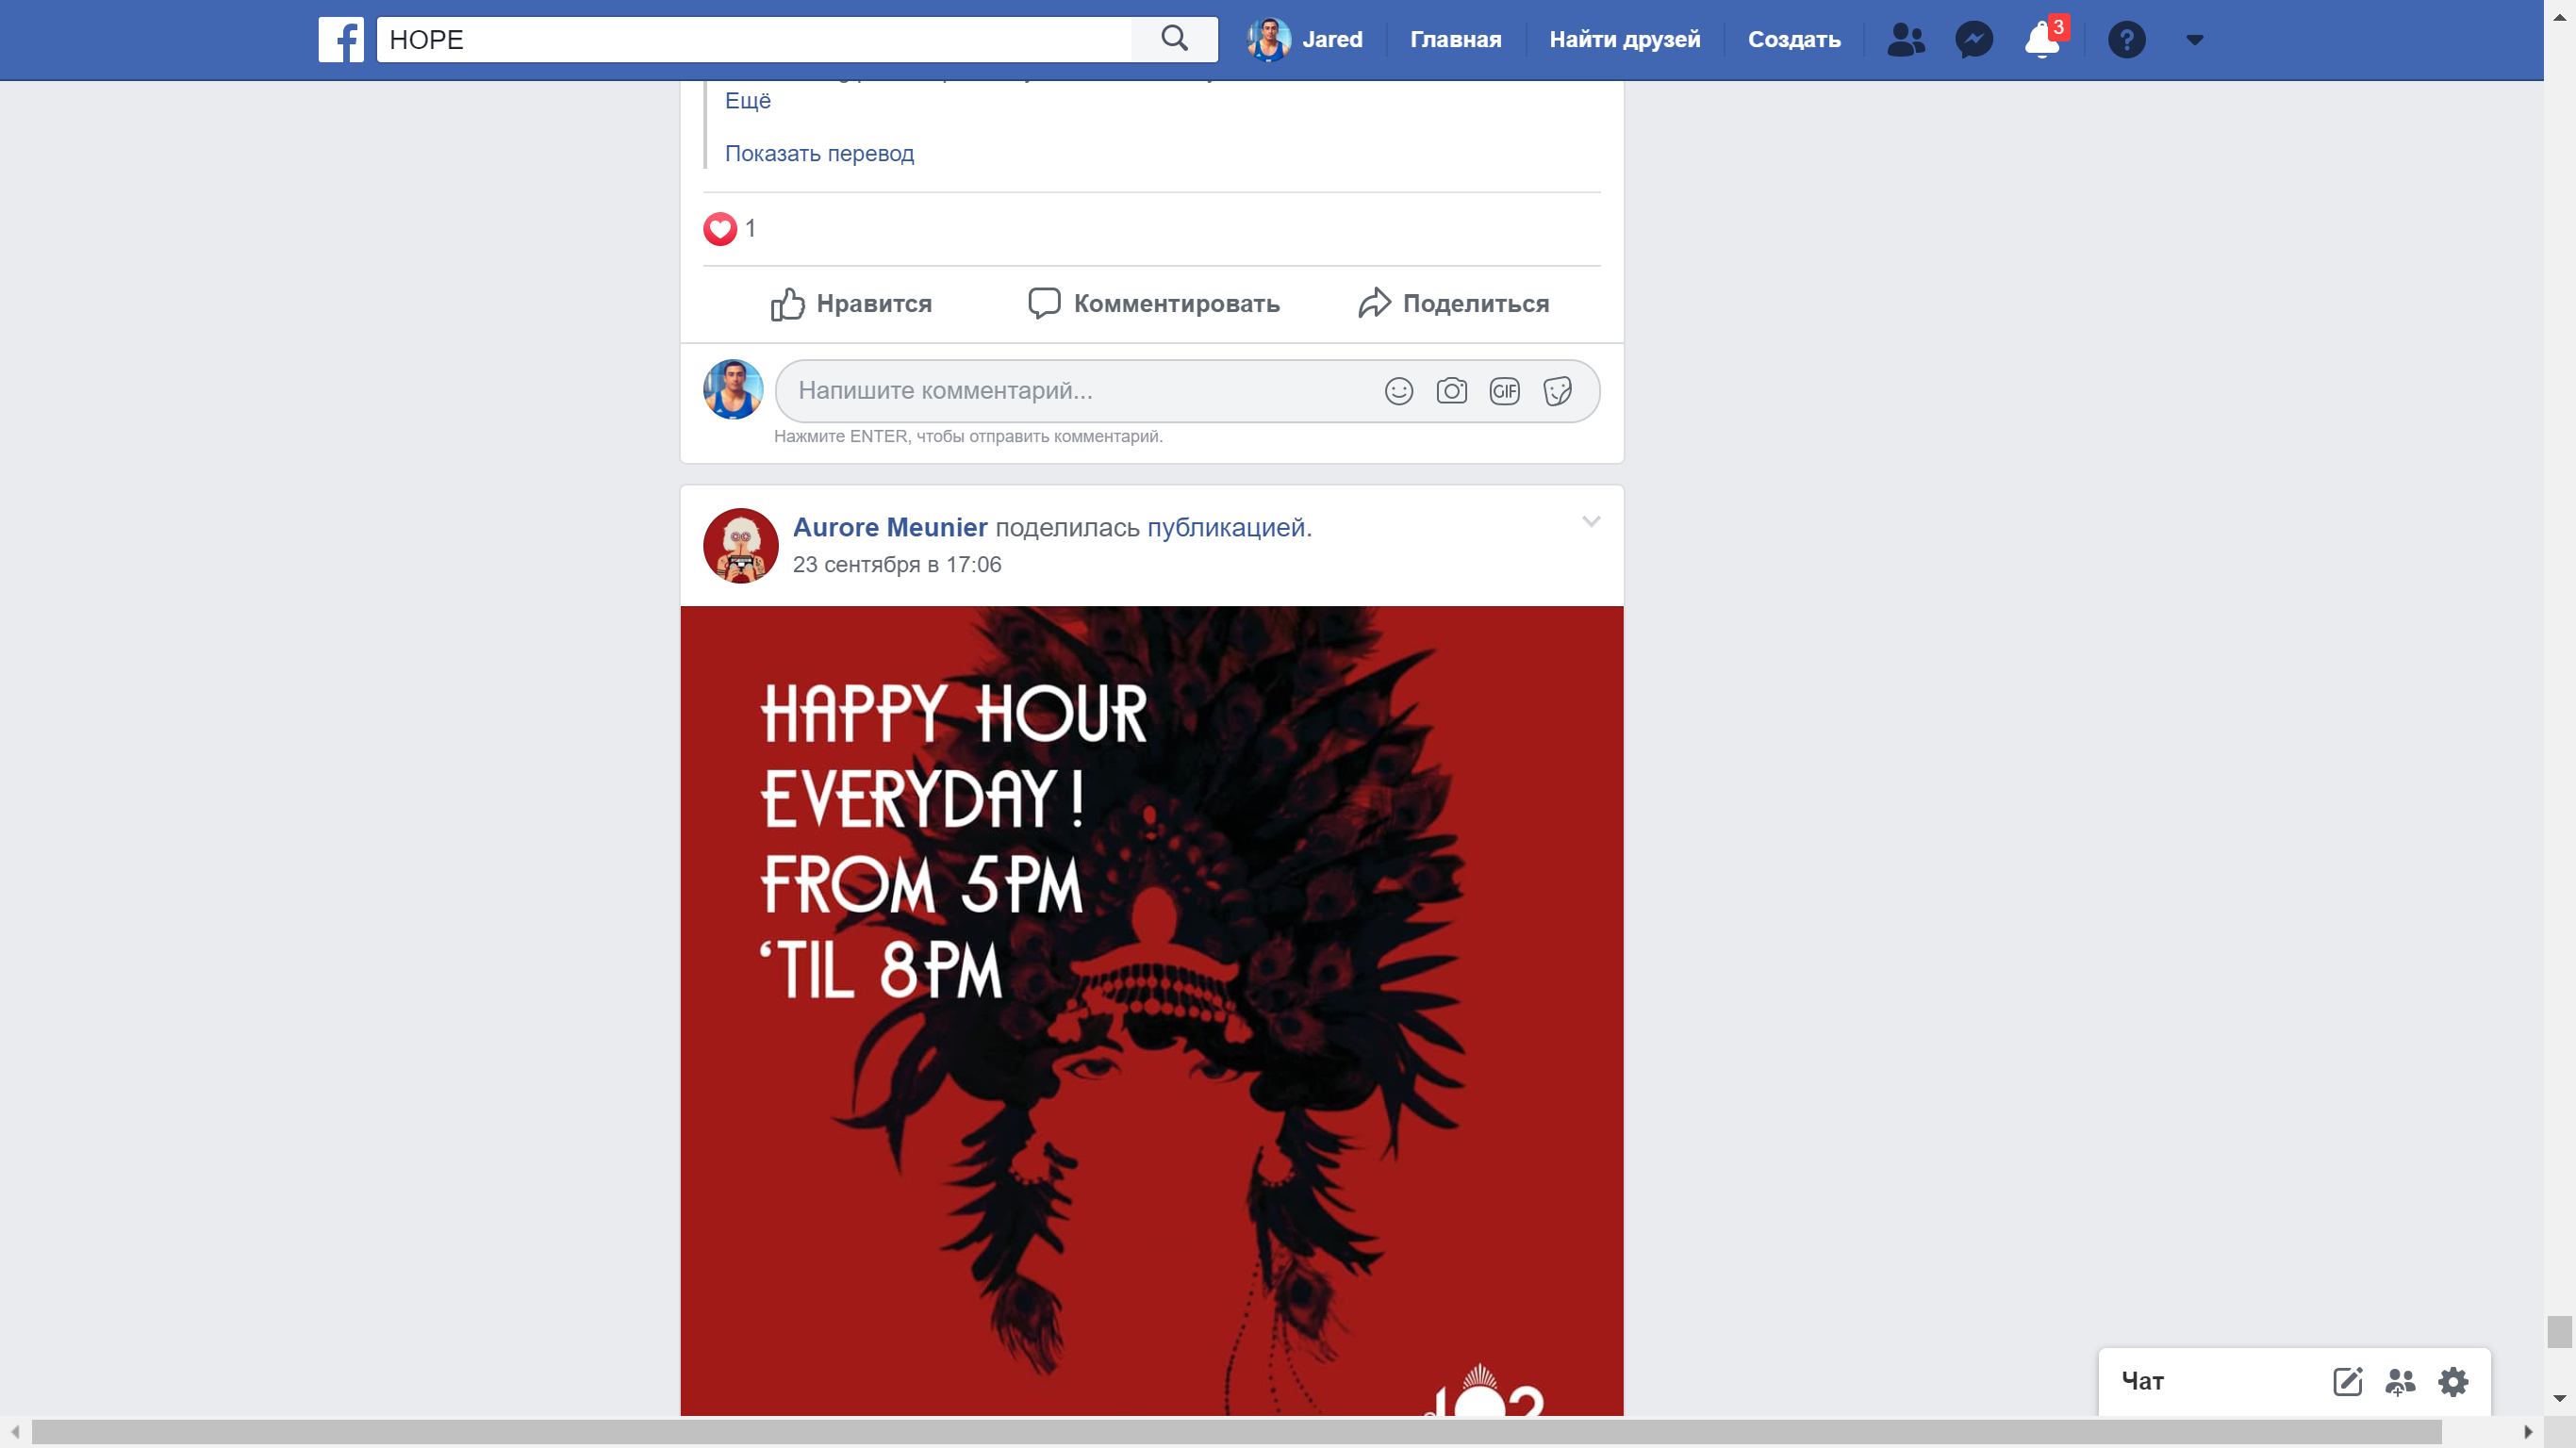 HOPE
Jared
Главная
Найти друзей
Создать
3
Ещё
Показать перевод
1
Нравится
Комментировать
Поделиться
Напишите комментарий...
GIF
Нажмите ENTER, чтобы отправить комментарий.
Aurore Meunier поделилась публикацией.
23 сентября в 17:06
HAPPY HOUR
EVERYDAY!
FROM 5PM
‘TIL 8PM
Чат